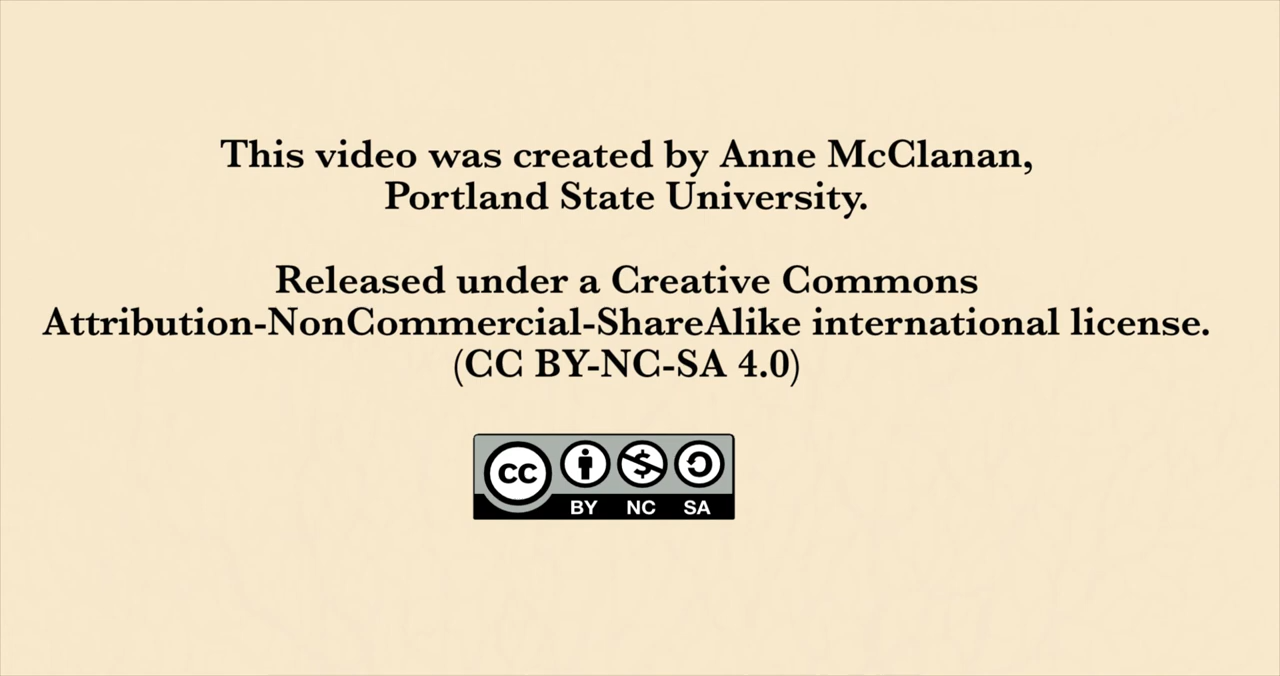 This video was created by Anne McClanan,
Portland State University.
Released under a Creative Commons
Attribution-NonCommercial-ShareAlike international license.
(CC BY-NC-SA 4.0)
CC
BY NC SA